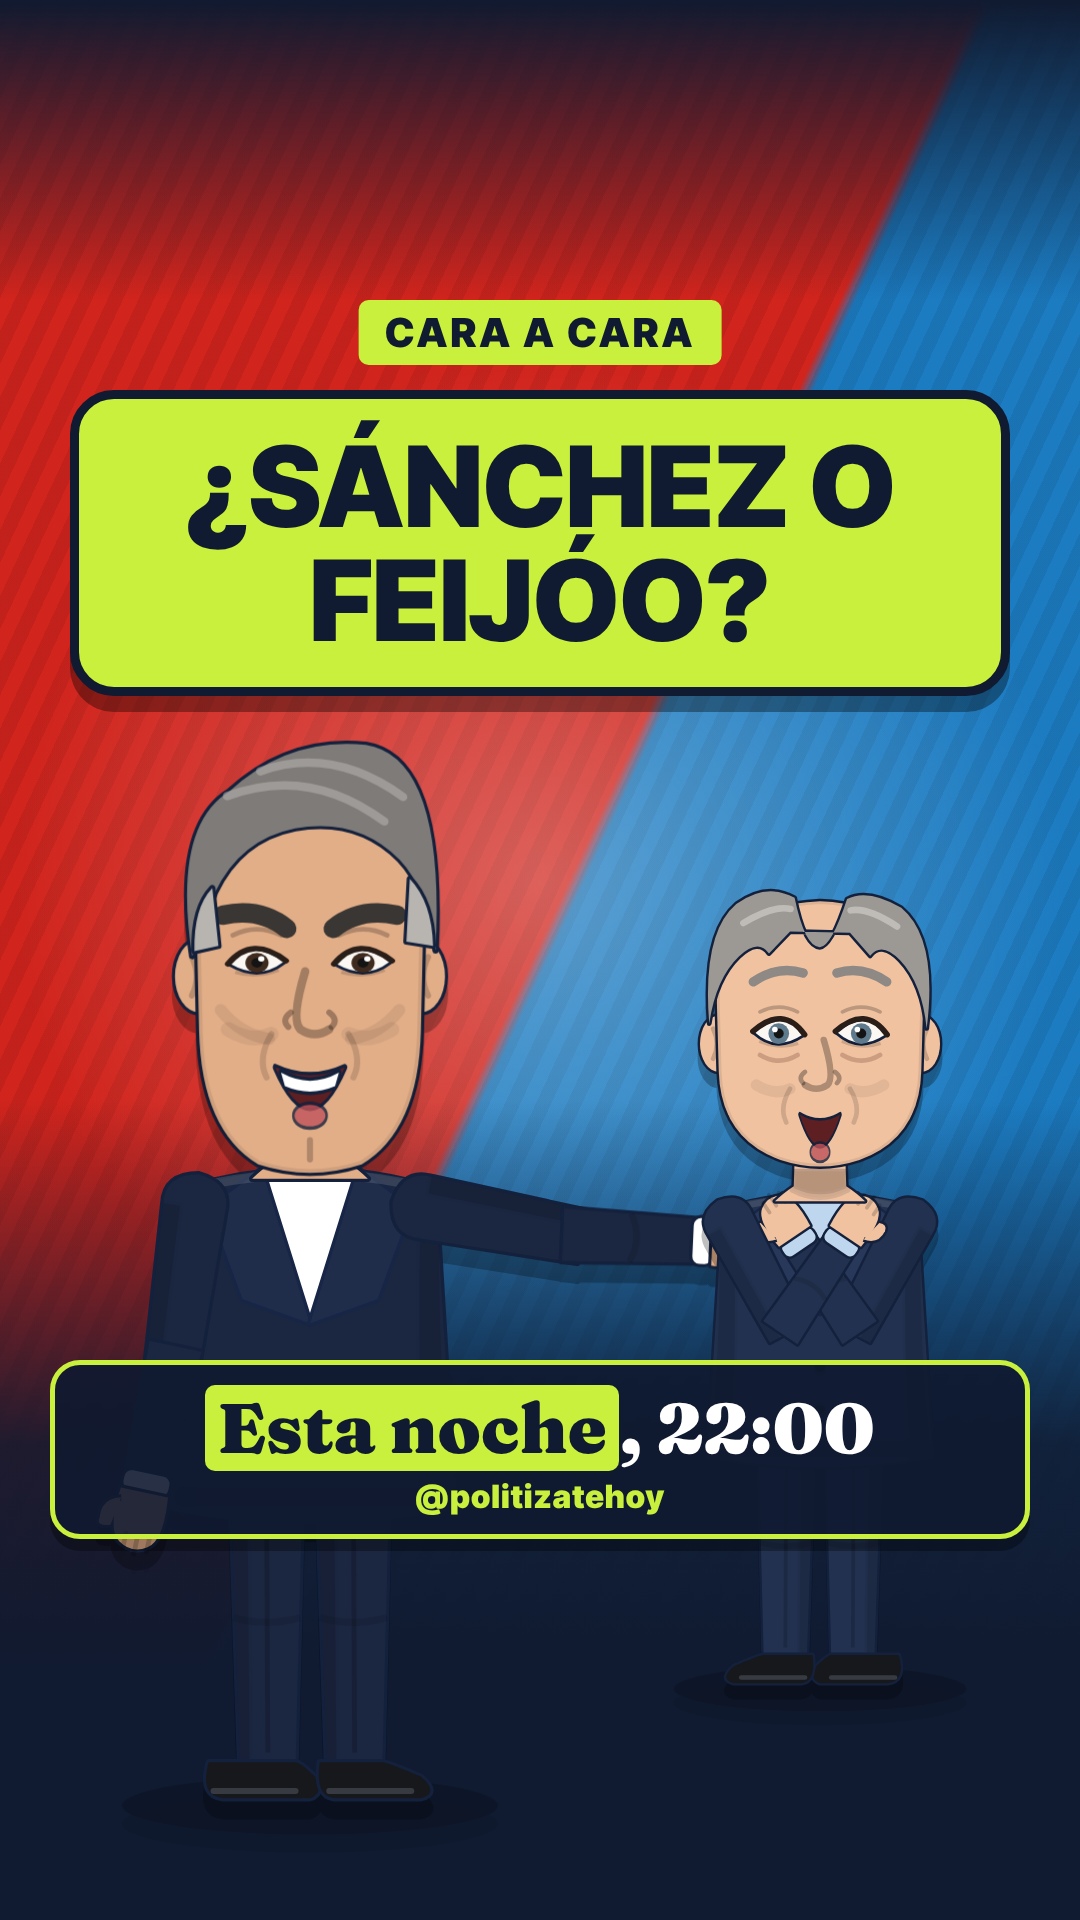 CARA A CARA
¿SÁNCHEZ O
FEIJÓO?
Esta noche, 22:00
@politizatehoy